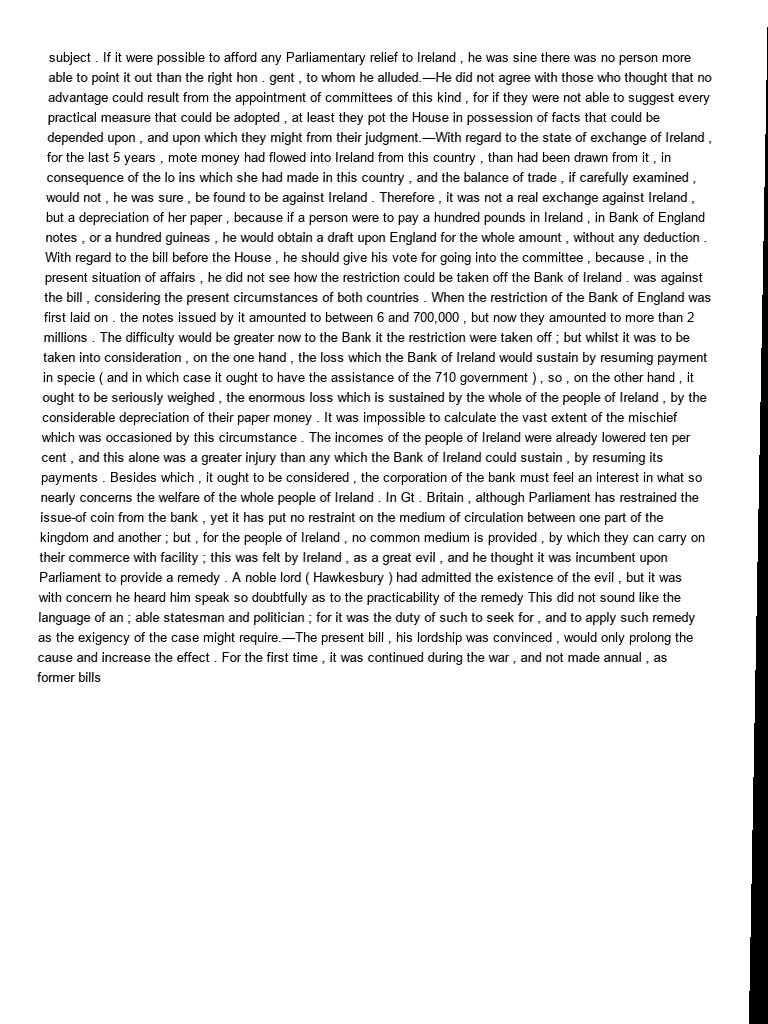 subject . If it were possible to afford any Parliamentary relief to Ireland , he was sine there was no person more
able to point it out than the right hon . gent , to whom he alluded.—He did not agree with those who thought that no
advantage could result from the appointment of committees of this kind , for if they were not able to suggest every
practical measure that could be adopted , at least they pot the House in possession of facts that could be
depended upon , and upon which they might from their judgment.—With regard to the state of exchange of Ireland ,
for the last 5 years , mote money had flowed into Ireland from this country , than had been drawn from it , in
consequence of the lo ins which she had made in this country , and the balance of trade , if carefully examined ,
would not , he was sure , be found to be against Ireland . Therefore , it was not a real exchange against Ireland ,
but a depreciation of her paper , because if a person were to pay a hundred pounds in Ireland , in Bank of England
notes , or a hundred guineas , he would obtain a draft upon England for the whole amount , without any deduction .
With regard to the bill before the House , he should give his vote for going into the committee , because , in the
present situation of affairs , he did not see how the restriction could be taken off the Bank of Ireland . was against
the bill , considering the present circumstances of both countries . When the restriction of the Bank of England was
first laid on . the notes issued by it amounted to between 6 and 700,000 , but now they amounted to more than 2
millions . The difficulty would be greater now to the Bank it the restriction were taken off ; but whilst it was to be
taken into consideration , on the one hand , the loss which the Bank of Ireland would sustain by resuming payment
in specie ( and in which case it ought to have the assistance of the 710 government ) , so , on the other hand , it
ought to be seriously weighed , the enormous loss which is sustained by the whole of the people of Ireland , by the
considerable depreciation of their paper money . It was impossible to calculate the vast extent of the mischief
which was occasioned by this circumstance . The incomes of the people of Ireland were already lowered ten per
cent , and this alone was a greater injury than any which the Bank of Ireland could sustain , by resuming its
payments . Besides which , it ought to be considered , the corporation of the bank must feel an interest in what so
nearly concerns the welfare of the whole people of Ireland . In Gt . Britain , although Parliament has restrained the
issue-of coin from the bank , yet it has put no restraint on the medium of circulation between one part of the
kingdom and another ; but , for the people of Ireland , no common medium is provided , by which they can carry on
their commerce with facility ; this was felt by Ireland , as a great evil , and he thought it was incumbent upon
Parliament to provide a remedy . A noble lord ( Hawkesbury ) had admitted the existence of the evil , but it was
with concern he heard him speak so doubtfully as to the practicability of the remedy This did not sound like the
language of an ; able statesman and politician ; for it was the duty of such to seek for , and to apply such remedy
as the exigency of the case might require.—The present bill , his lordship was convinced , would only prolong the
cause and increase the effect . For the first time , it was continued during the war , and not made annual , as
former bills